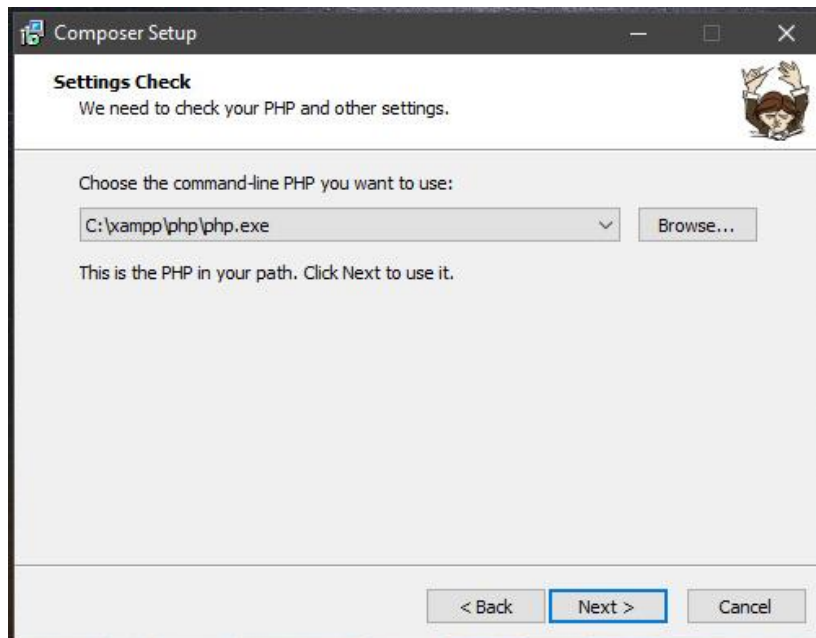 Composer Setup
Settings Check
We need to check your PHP and other settings.
Choose the command-line PHP you want to use:
C:\xampp\php\php.exe
Browse...
This is the PHP in your path. Click Next to use it.
< Back
Next >
Cancel